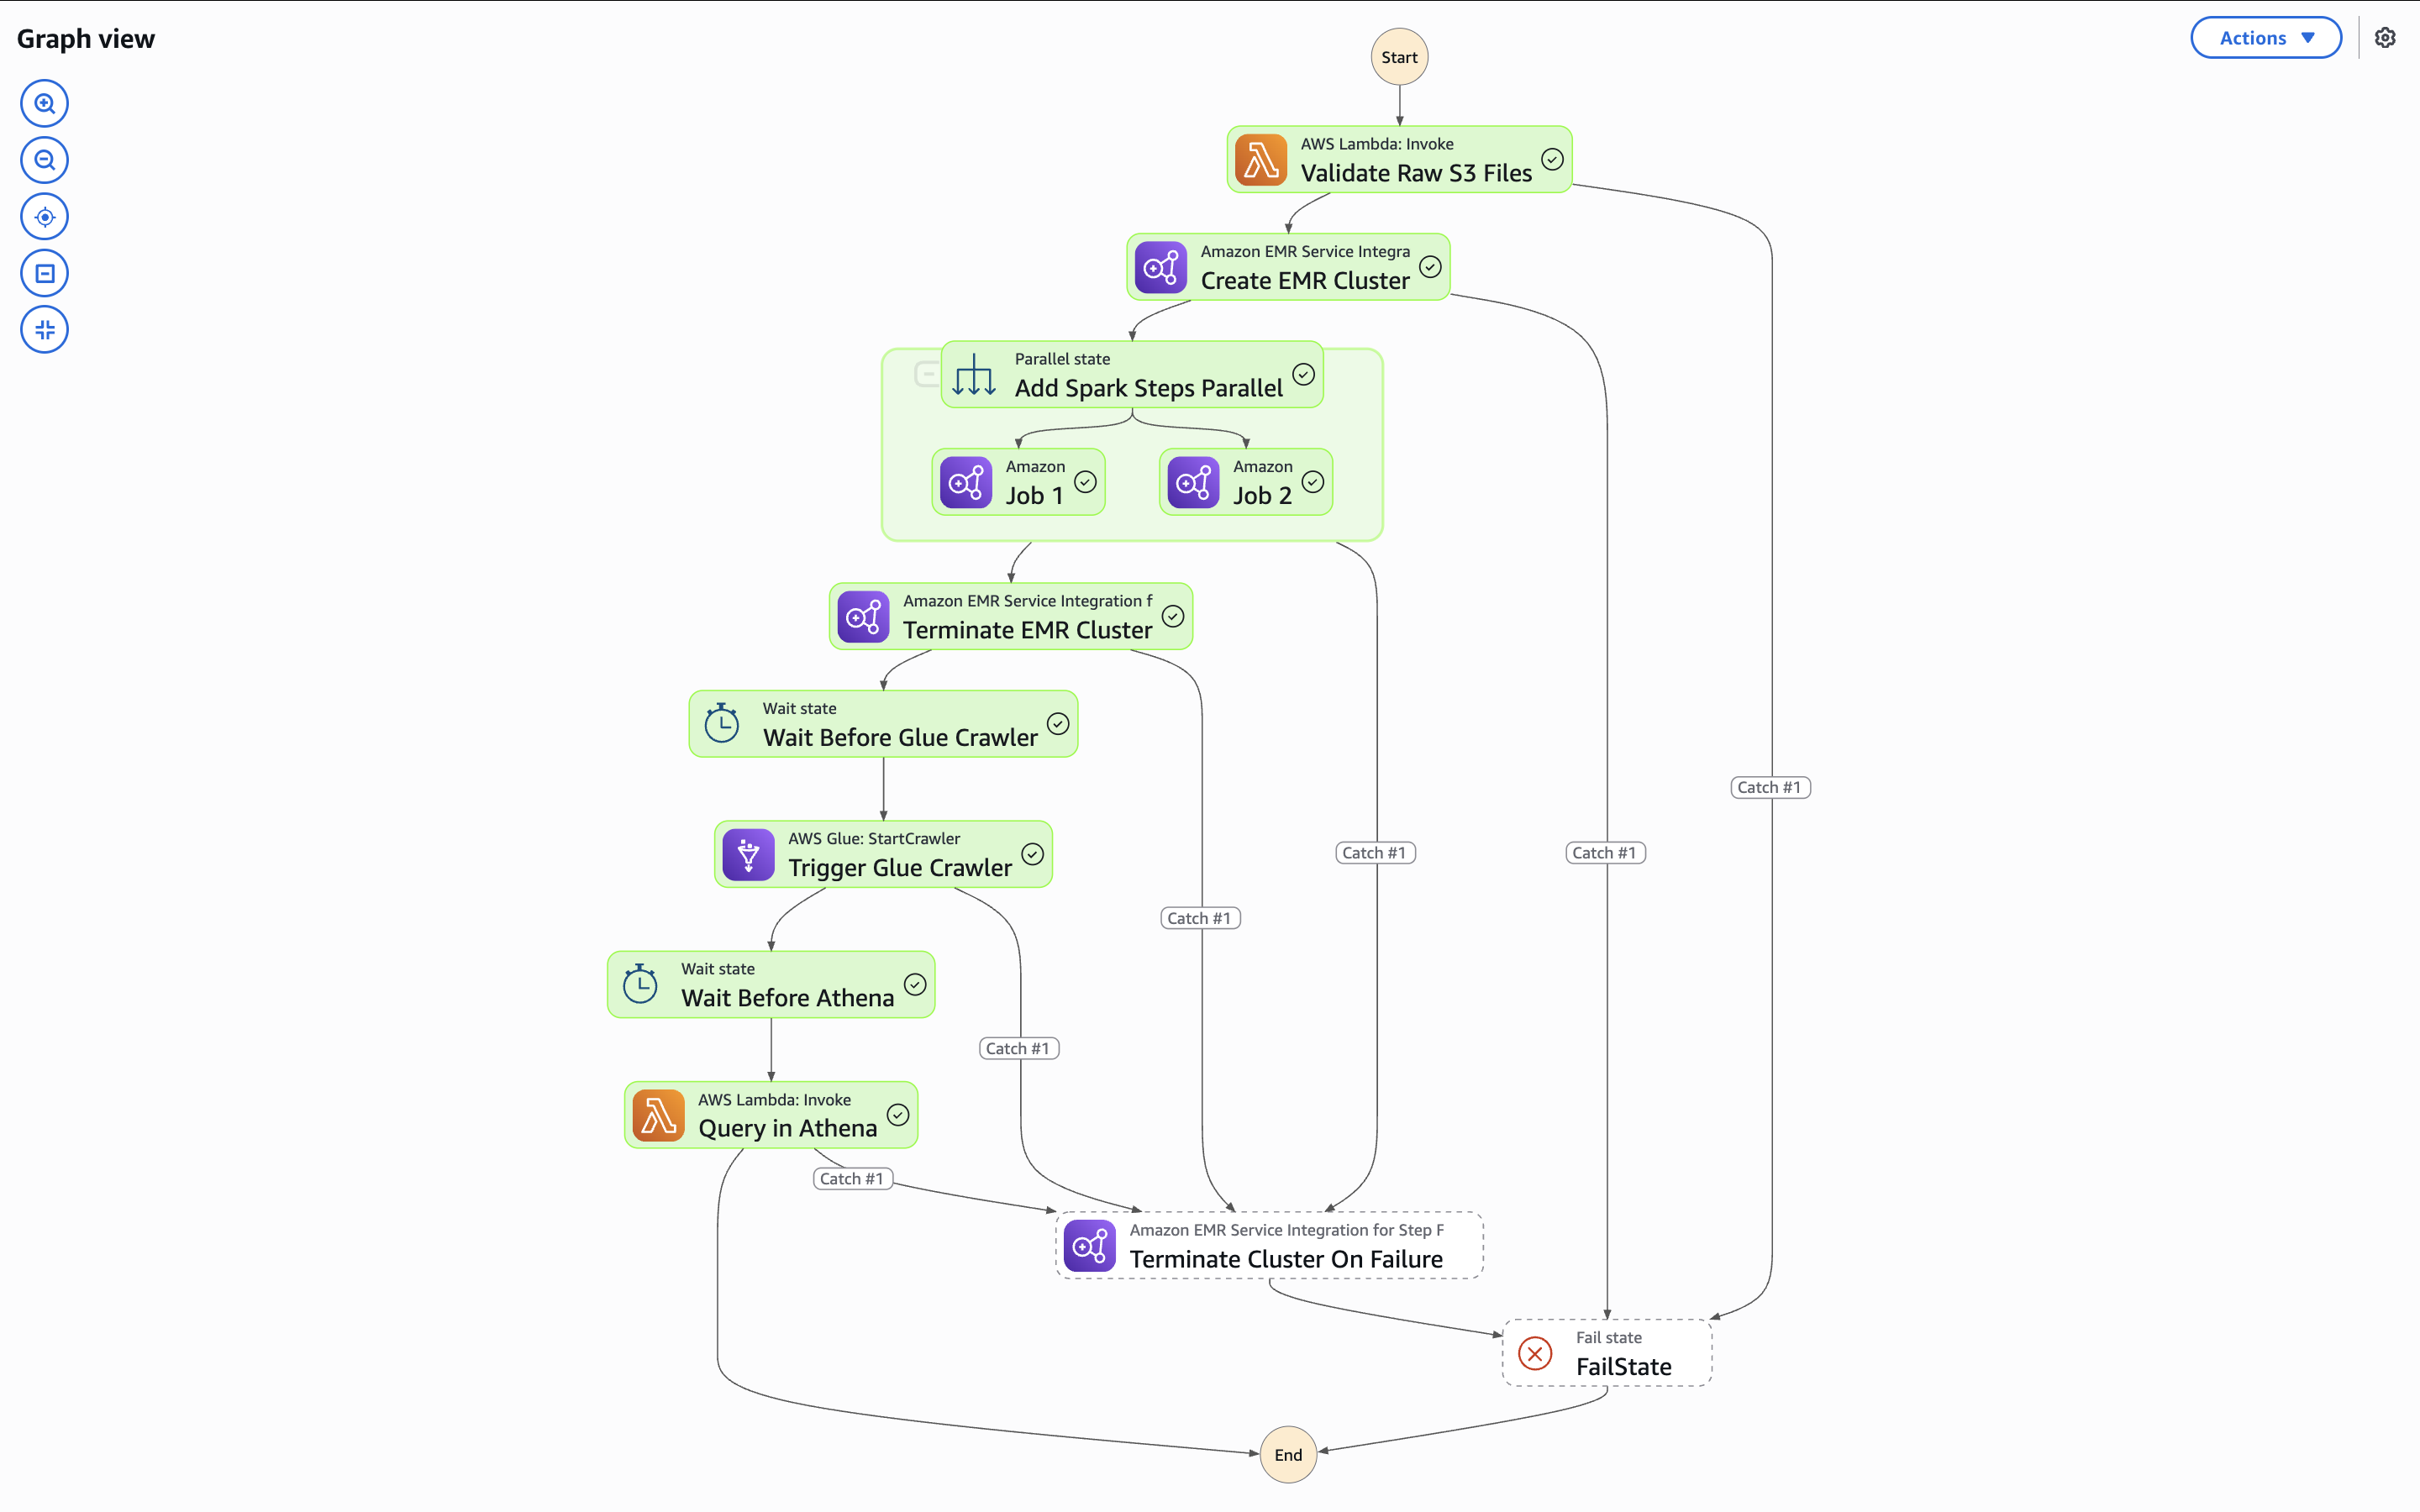 Graph view
Actions
Start
AWS Lambda: Invoke
Validate Raw S3 Files
Amazon EMR Service Integra
Create EMR Cluster
Parallel state
Add Spark Steps Parallel
Amazon
Job 1
Amazon
Job 2
Amazon EMR Service Integration f
Terminate EMR Cluster
Wait state
Wait Before Glue Crawler
Catch #1
AWS Glue: StartCrawler
Trigger Glue Crawler
Catch #1
Catch #1
Catch #1
Wait state
Wait Before Athena
Catch #1
AWS Lambda: Invoke
Query in Athena
Catch #1
Amazon EMR Service Integration for Step F
Terminate Cluster On Failure
Fail state
FailState
End